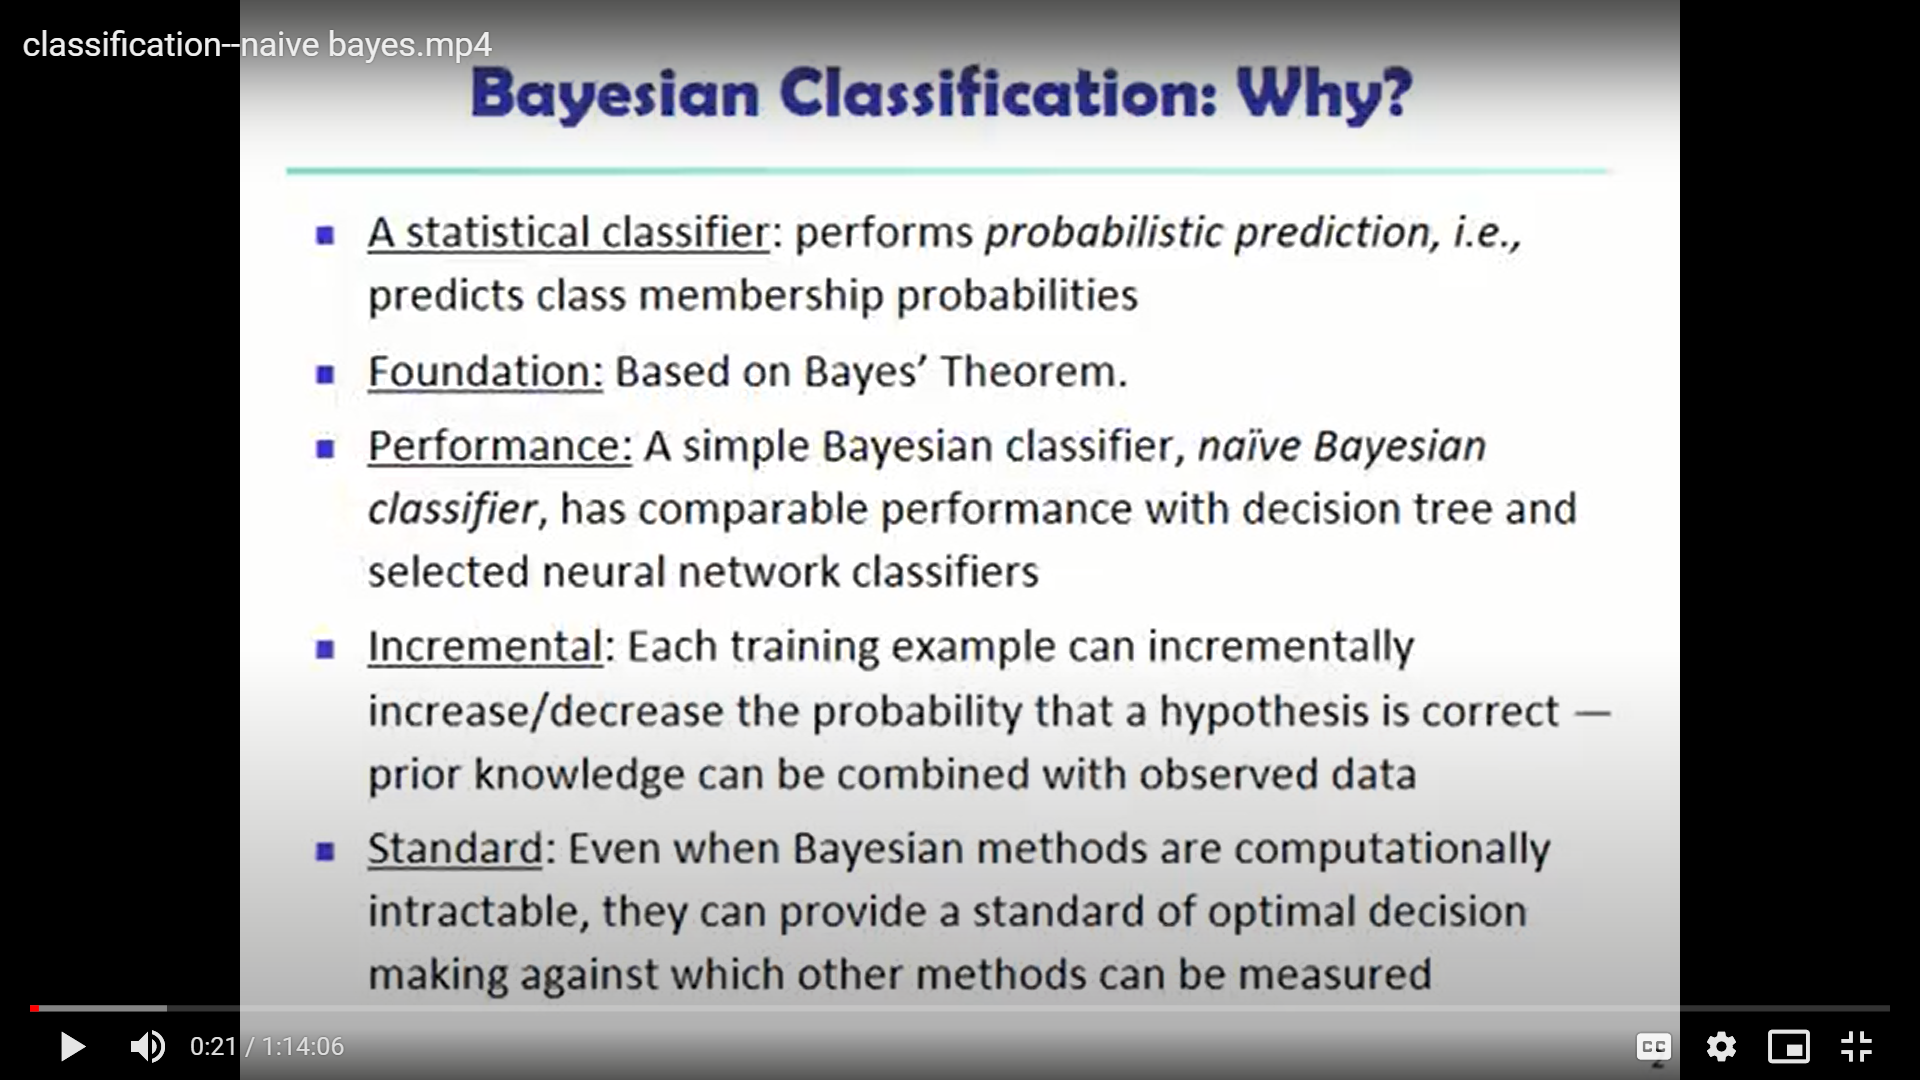 classification--naive bayes.mp4
Bayesian Classification: Why?
A statistical classifier: performs probabilistic prediction, i.e.,
predicts class membership probabilities
Foundation: Based on Bayes’ Theorem.
Performance: A simple Bayesian classifier, naïve Bayesian
classifier, has comparable performance with decision tree and
selected neural network classifiers
Incremental: Each training example can incrementally
increase/decrease the probability that a hypothesis is correct —
prior knowledge can be combined with observed data
Standard: Even when Bayesian methods are computationally
intractable, they can provide a standard of optimal decision
making against which other methods can be measured
0:21 / 1:14:06
CC
2